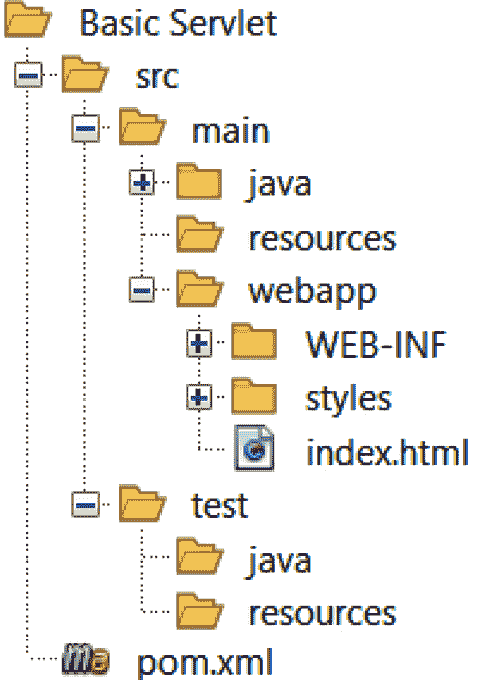 Basic Servlet
src
main
java
resources
webapp
WEB-INF
styles
index.html
test
java
resources
pom.xml